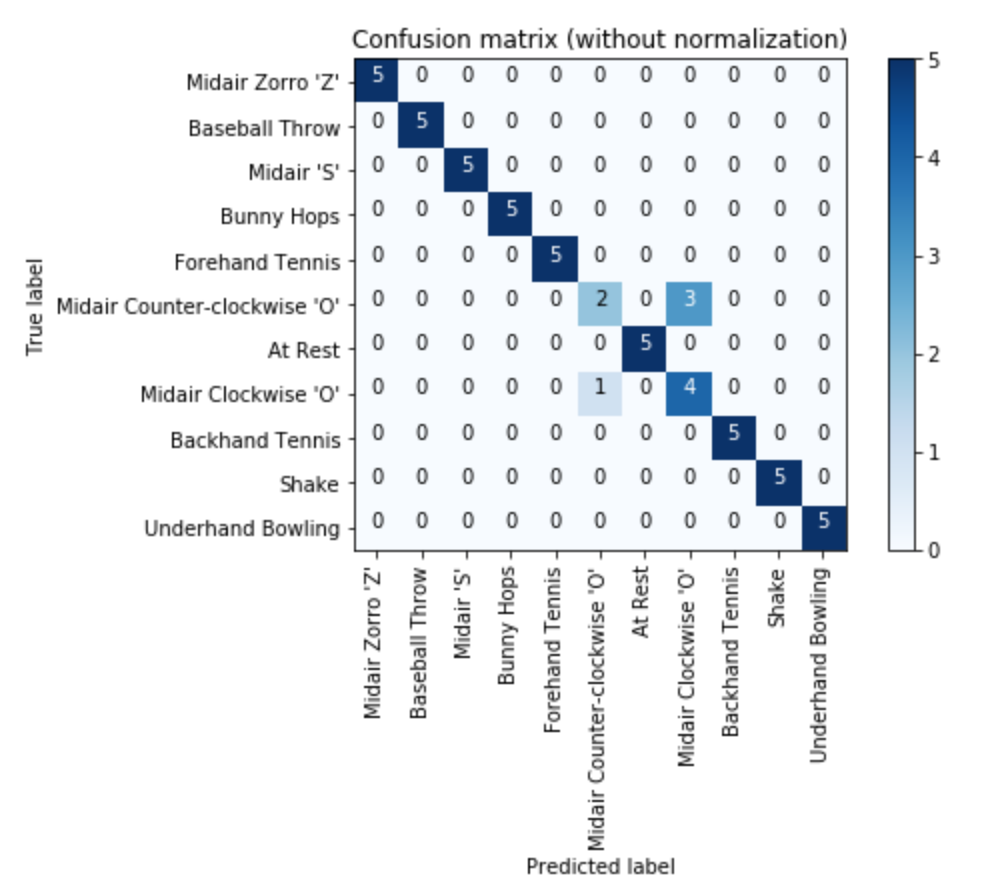 Confusion matrix (without normalization)
True label
Midair Zorro 'Z' 5 0 0 0 0 0 0 0 0 0 0
Baseball Throw 0 5 0 0 0 0 0 0 0 0 0
Midair 'S' 0 0 5 0 0 0 0 0 0 0 0
Bunny Hops 0 0 0 5 0 0 0 0 0 0 0
Forehand Tennis 0 0 0 0 5 0 0 0 0 0 0
Midair Counter-clockwise 'O' 0 0 0 0 0 2 0 3 0 0 0
At Rest 0 0 0 0 0 0 5 0 0 0 0
Midair Clockwise 'O' 0 0 0 0 0 1 0 4 0 0 0
Backhand Tennis 0 0 0 0 0 0 0 0 5 0 0
Shake 0 0 0 0 0 0 0 0 0 5 0
Underhand Bowling 0 0 0 0 0 0 0 0 0 0 5
Midair Zorro 'Z'
Baseball Throw
Midair 'S'
Bunny Hops
Forehand Tennis
Midair Counter-clockwise 'O'
At Rest
Midair Clockwise 'O'
Backhand Tennis
Shake
Underhand Bowling
Predicted label
5
4
3
2
1
0